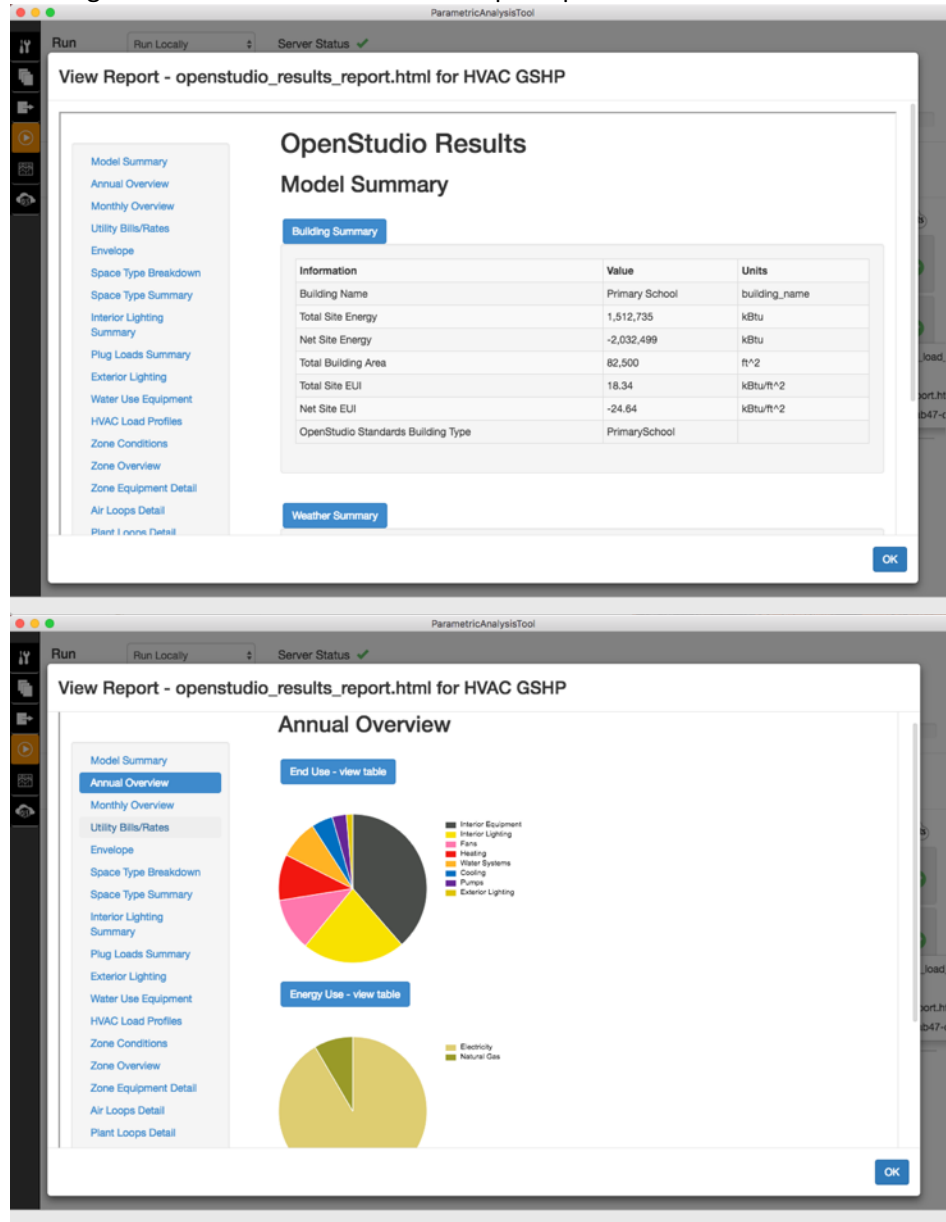 ParametricAnalysisTool
Run Run Locally Server Status
View Report - openstudio_results_report.html for HVAC GSHP
Model Summary
Annual Overview
Monthly Overview
Utility Bills/Rates
Envelope
Space Type Breakdown
Space Type Summary
Interior Lighting
Summary
Plug Loads Summary
Exterior Lighting
Water Use Equipment
HVAC Load Profiles
Zone Conditions
Zone Overview
Zone Equipment Detail
Air Loops Detail
Plant Loops Detail
OpenStudio Results
Model Summary
Building Summary
Information Value Units
Building Name Primary School building_name
Total Site Energy 1,512,735 kBtu
Net Site Energy -2,032,499 kBtu
Total Building Area 82,500 ft^2
Total Site EUI 18.34 kBtu/ft^2
Net Site EUI -24.64 kBtu/ft^2
OpenStudio Standards Building Type PrimarySchool
Weather Summary
_load_
port.ht
OK
ParametricAnalysisTool
Run Run Locally Server Status
View Report - openstudio_results_report.html for HVAC GSHP
Model Summary
Annual Overview
Monthly Overview
Utility Bills/Rates
Envelope
Space Type Breakdown
Space Type Summary
Interior Lighting
Summary
Plug Loads Summary
Exterior Lighting
Water Use Equipment
HVAC Load Profiles
Zone Conditions
Zone Overview
Zone Equipment Detail
Air Loops Detail
Plant Loops Detail
Annual Overview
End Use - view table
Interior Equipment
Interior Lighting
Fans
Heating
Water Systems
Cooling
Pumps
Exterior Lighting
Energy Use - view table
Electricity
Natural Gas
OK